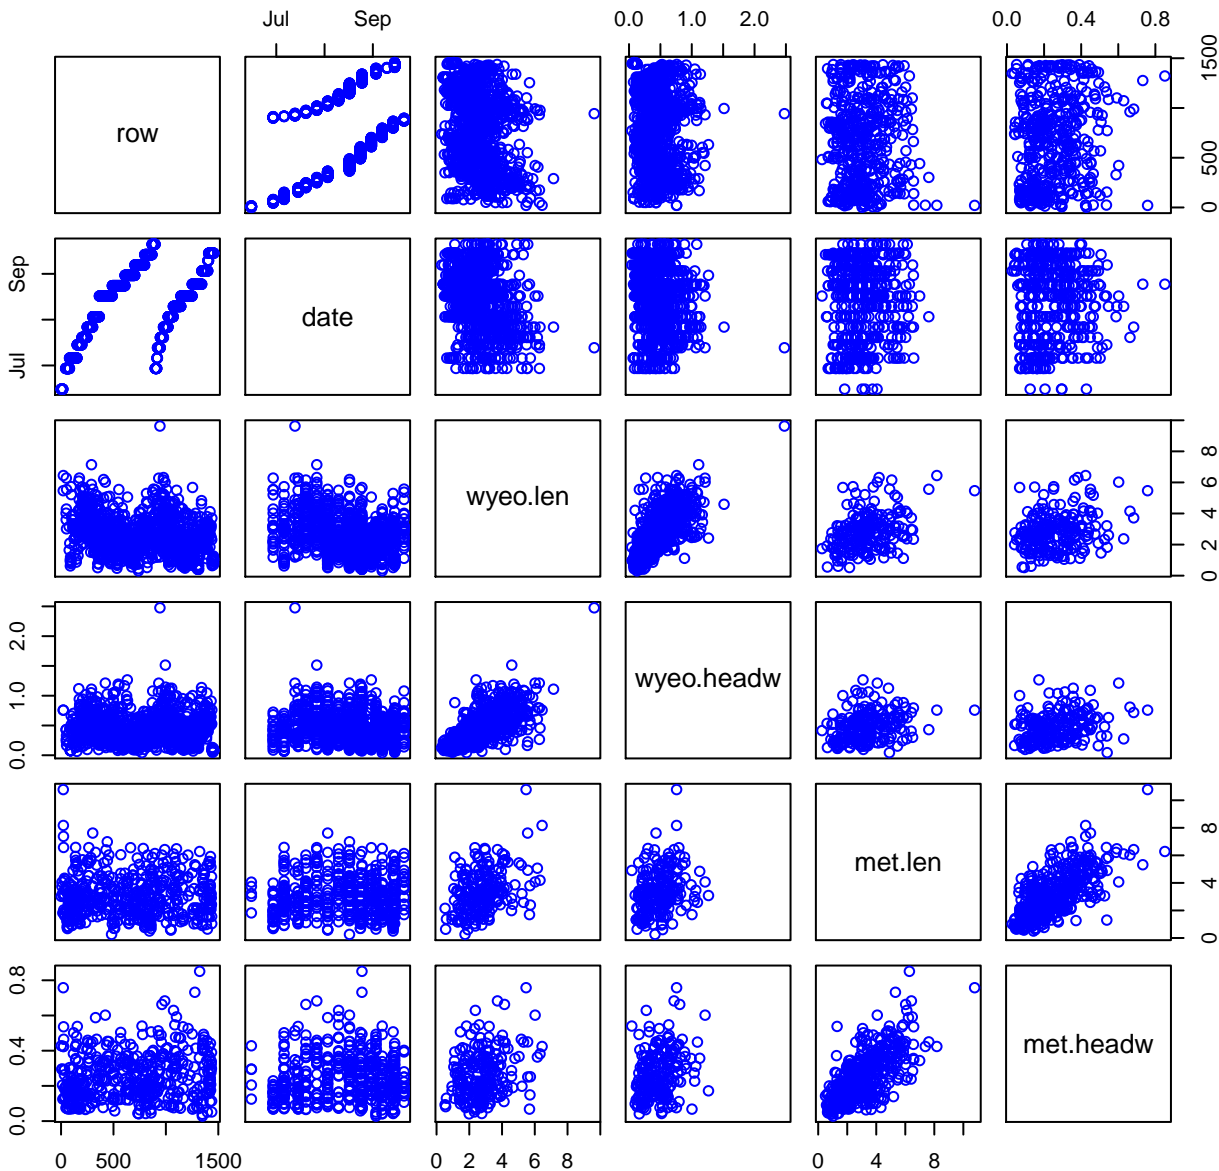 Jul Sep 0.0 1.0 2.0 0.0 0.4 0.8
row 0 500 1500
Jul Sep date
wyeo.len 0 2 4 6 8
0.0 1.0 2.0 wyeo.headw
met.len 0 4 8
0.0 0.4 0.8 met.headw
0 500 1500 0 2 4 6 8 0 4 8